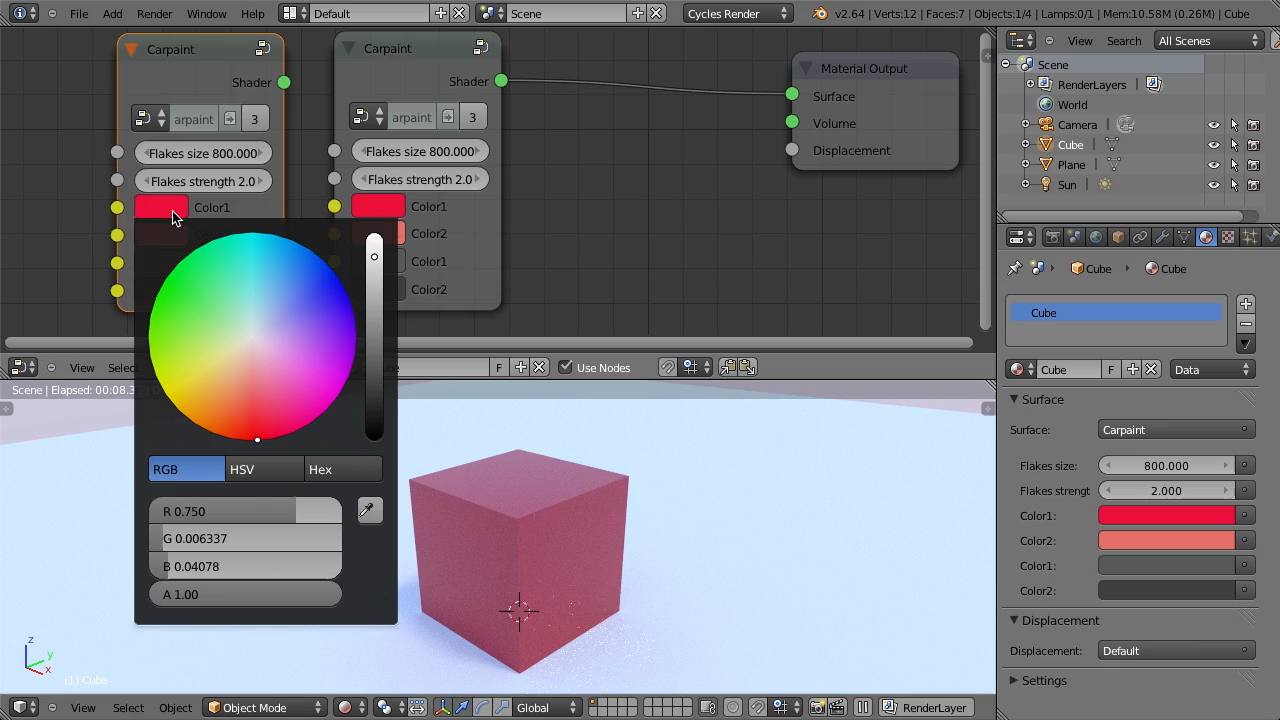 File Add Render Window Help Default Scene Cycles Render v2.64 | Verts:12 | Faces:7 | Objects:1/4 | Lamps:0/1 | Mem:10.58M (0.26M) | Cube
Carpaint
Shader
arpaint 3
Flakes size 800.000
Flakes strength 2.0
Color1
Carpaint
Shader
arpaint 3
Flakes size 800.000
Flakes strength 2.0
Color1
Color2
Color1
Color2
Material Output
Surface
Volume
Displacement
RGB HSV Hex
R 0.750
G 0.006337
B 0.04078
A 1.00
View F Use Nodes
Scene | Elapsed: 00:08.3
z
y
x
(1) Cube
View Select Object Object Mode Global RenderLayer
View Search All Scenes
Scene
RenderLayers
World
Camera
Cube
Plane
Sun
Cube Cube
Cube
Cube F Data
Surface
Surface: Carpaint
Flakes size: 800.000
Flakes strengt 2.000
Color1:
Color2:
Color1:
Color2:
Displacement
Displacement: Default
Settings